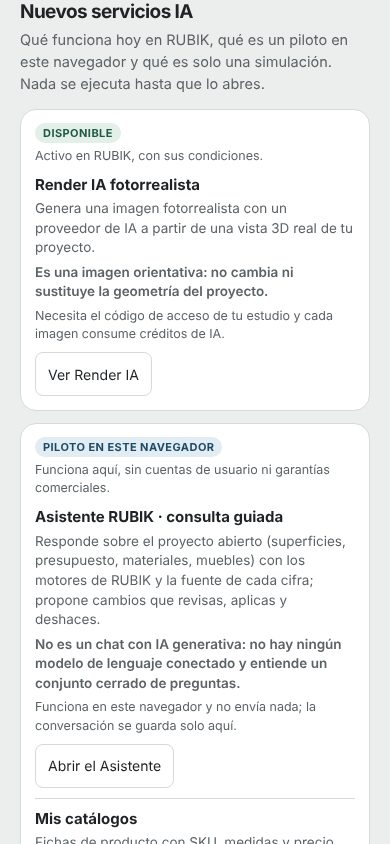 Nuevos servicios IA
Qué funciona hoy en RUBIK, qué es un piloto en
este navegador y qué es solo una simulación.
Nada se ejecuta hasta que lo abres.
DISPONIBLE
Activo en RUBIK, con sus condiciones.
Render IA fotorrealista
Genera una imagen fotorrealista con un
proveedor de IA a partir de una vista 3D real de tu
proyecto.
Es una imagen orientativa: no cambia ni
sustituye la geometría del proyecto.
Necesita el código de acceso de tu estudio y cada
imagen consume créditos de IA.
Ver Render IA
PILOTO EN ESTE NAVEGADOR
Funciona aquí, sin cuentas de usuario ni garantías
comerciales.
Asistente RUBIK · consulta guiada
Responde sobre el proyecto abierto (superficies,
presupuesto, materiales, muebles) con los
motores de RUBIK y la fuente de cada cifra;
propone cambios que revisas, aplicas y
deshaces.
No es un chat con IA generativa: no hay ningún
modelo de lenguaje conectado y entiende un
conjunto cerrado de preguntas.
Funciona en este navegador y no envía nada; la
conversación se guarda solo aquí.
Abrir el Asistente
Mis catálogos
Fichas de producto con SKU, medidas y precio